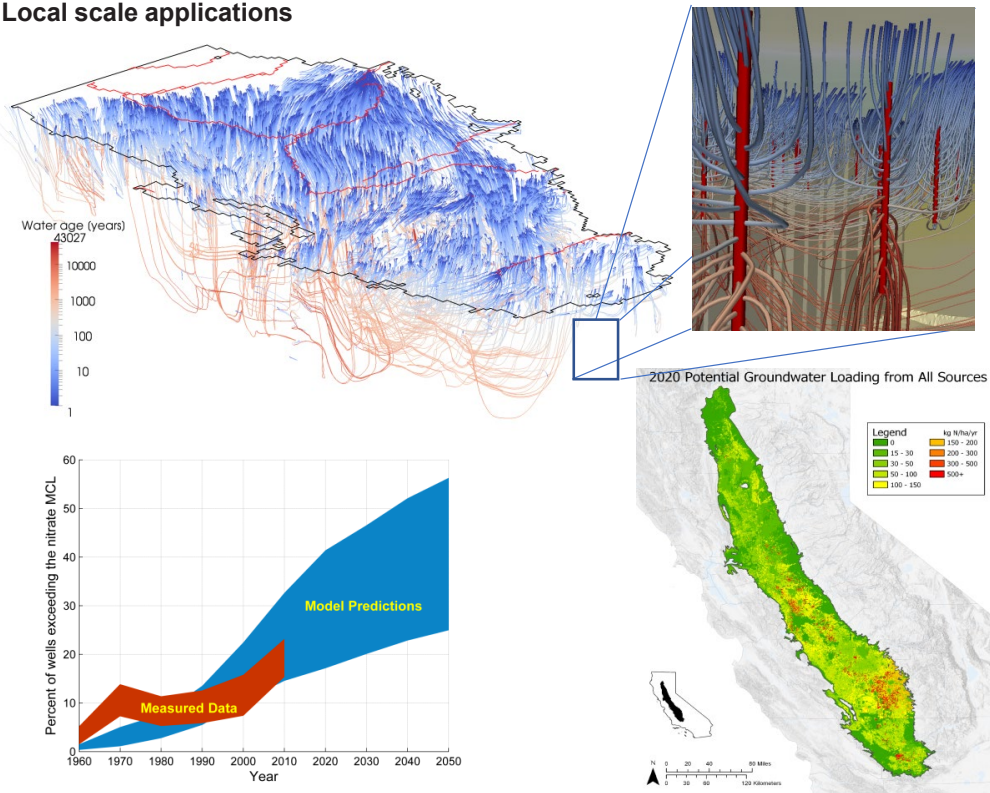 Local scale applications
Water age (years)
43027
10000
1000
100
10
1
2020 Potential Groundwater Loading from All Sources
Legend kg N/ha/yr
0 150 - 200
15 - 30 200 - 300
30 - 50 300 - 500
50 - 100 500+
100 - 150
Percent of wells exceeding the nitrate MCL
60
50
40
30
20
10
0
Model Predictions
Measured Data
1960 1970 1980 1990 2000 2010 2020 2030 2040 2050
Year
N
0 20 40 80 Miles
0 30 60 120 Kilometers